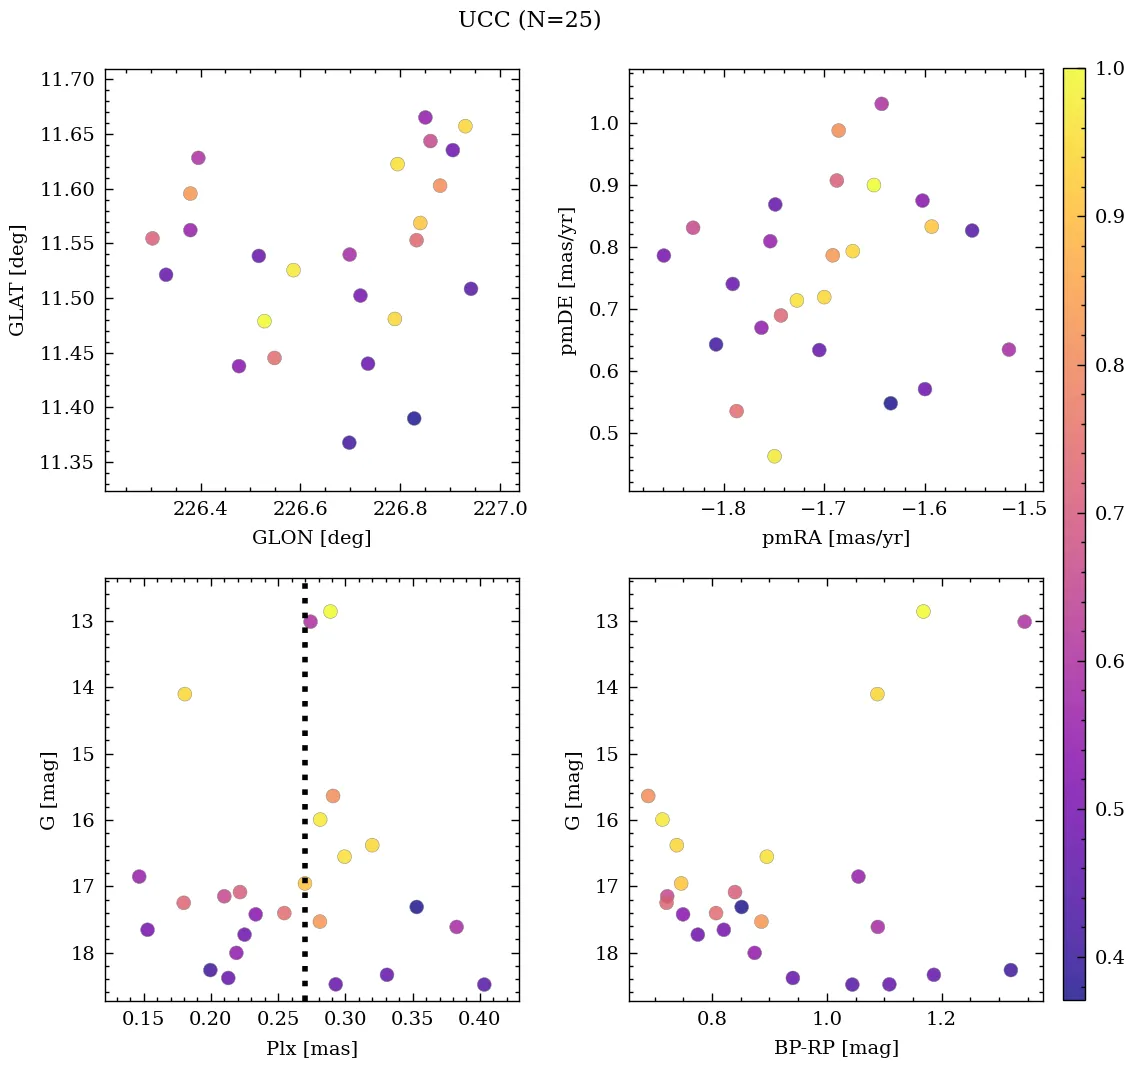 UCC (N=25)
11.70
11.65
11.60
11.55
11.50
11.45
11.40
11.35
GLAT [deg]
226.4 226.6 226.8 227.0
GLON [deg]
1.0
0.9
0.8
0.7
0.6
0.5
pmDE [mas/yr]
−1.8 −1.7 −1.6 −1.5
pmRA [mas/yr]
13
14
15
16
17
18
G [mag]
0.15 0.20 0.25 0.30 0.35 0.40
Plx [mas]
13
14
15
16
17
18
G [mag]
0.8 1.0 1.2
BP-RP [mag]
1.0
0.9
0.8
0.7
0.6
0.5
0.4